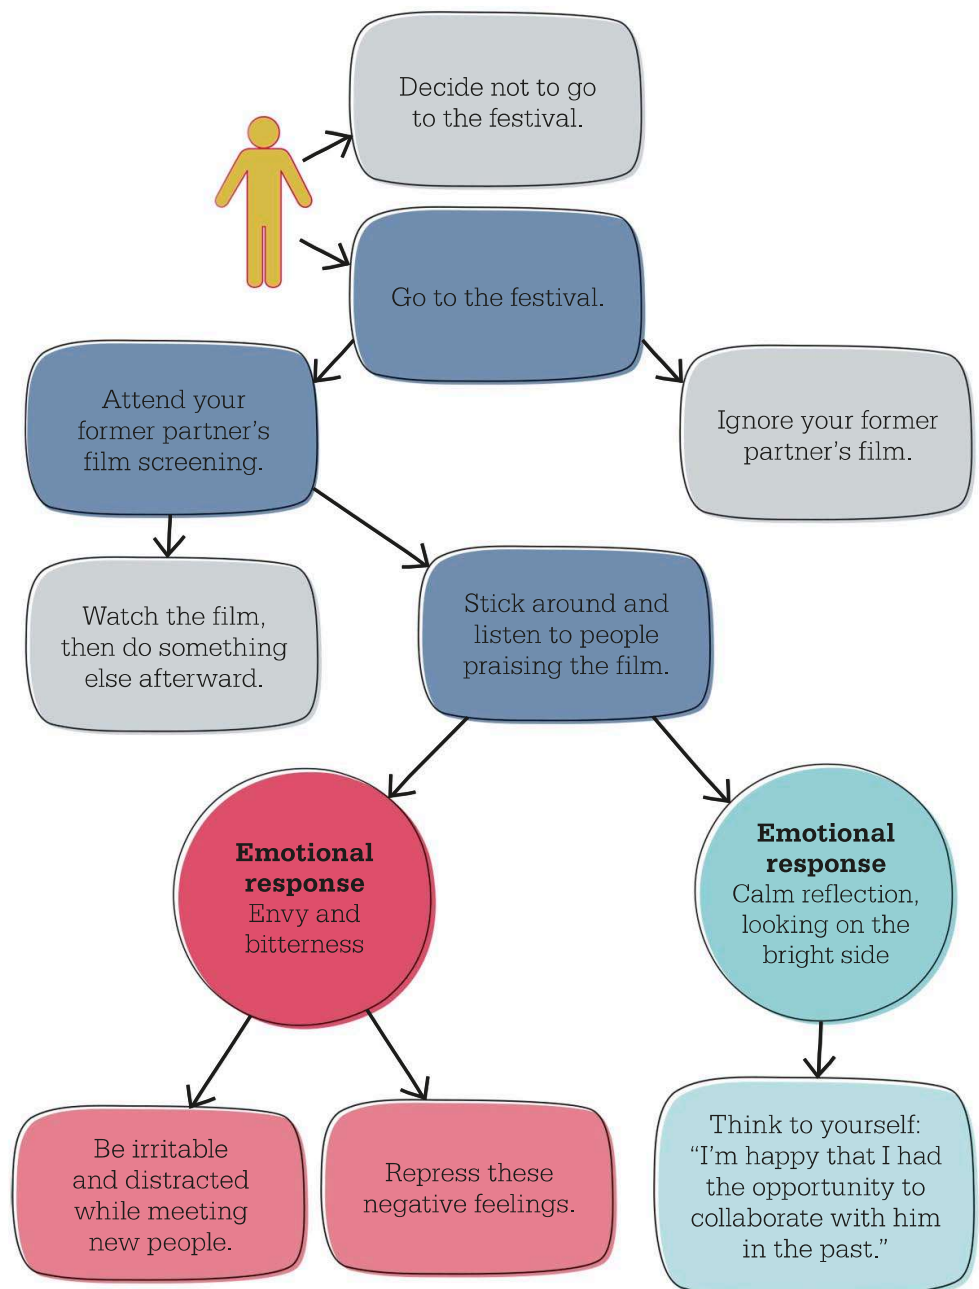 Decide not to go
to the festival.
Go to the festival.
Attend your
former partner’s
film screening.
Ignore your former
partner’s film.
Watch the film,
then do something
else afterward.
Stick around and
listen to people
praising the film.
Emotional
response
Envy and
bitterness
Emotional
response
Calm reflection,
looking on the
bright side
Be irritable
and distracted
while meeting
new people.
Repress these
negative feelings.
Think to yourself:
“I’m happy that I had
the opportunity to
collaborate with him
in the past.”